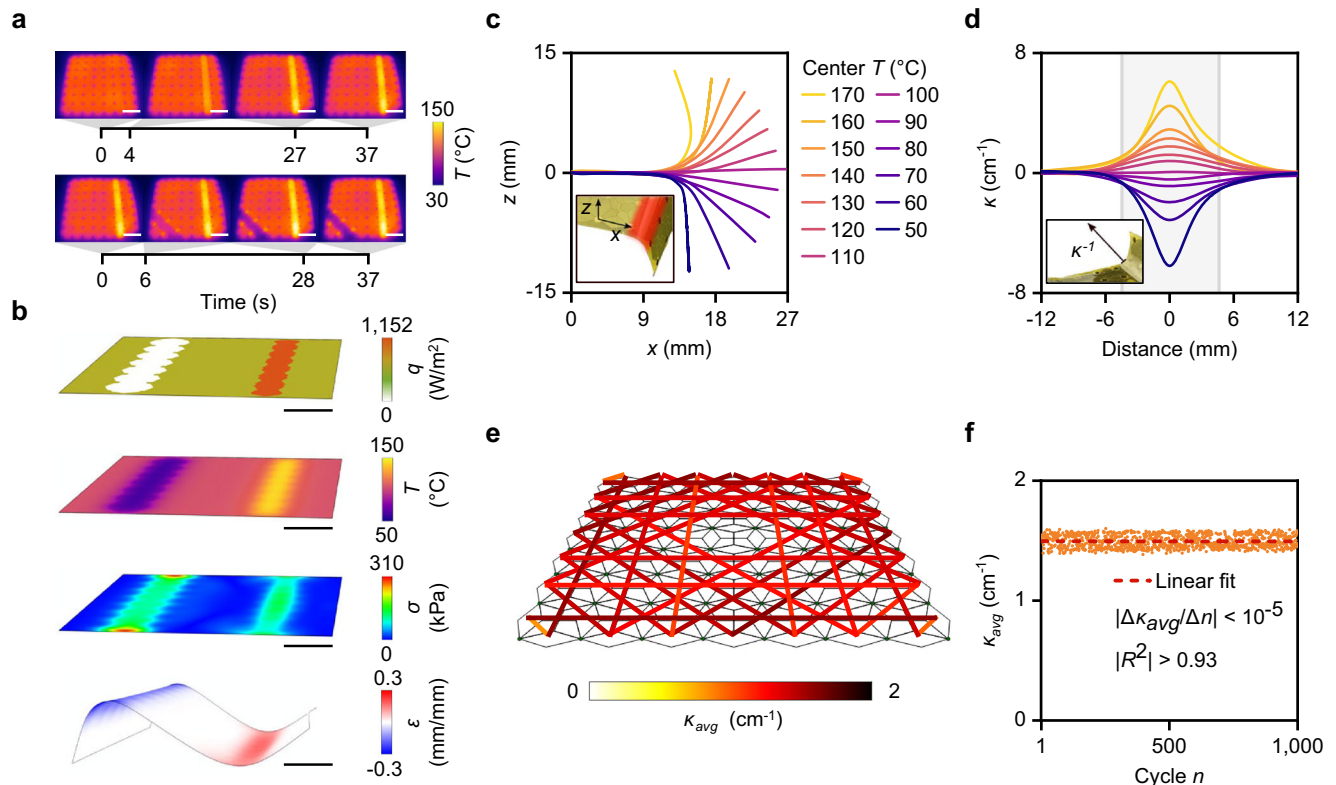 a
150
T (°C)
30
0 4 27 37
0 6 28 37
Time (s)
b
1,152
q
(W/m²)
0
150
T
(°C)
50
310
σ
(kPa)
0
0.3
ε
(mm/mm)
-0.3
c
15
z (mm)
0
-15
0 9 18 27
x (mm)
z
x
Center T (°C)
170 100
160 90
150 80
140 70
130 60
120 50
110
d
8
κ (cm⁻¹)
0
-8
κ⁻¹
-12 -6 0 6 12
Distance (mm)
e
0 2
κavg (cm⁻¹)
f
2
κavg (cm⁻¹)
1
0
Linear fit
|Δκavg/Δn| < 10⁻⁵
|R²| > 0.93
1 500 1,000
Cycle n